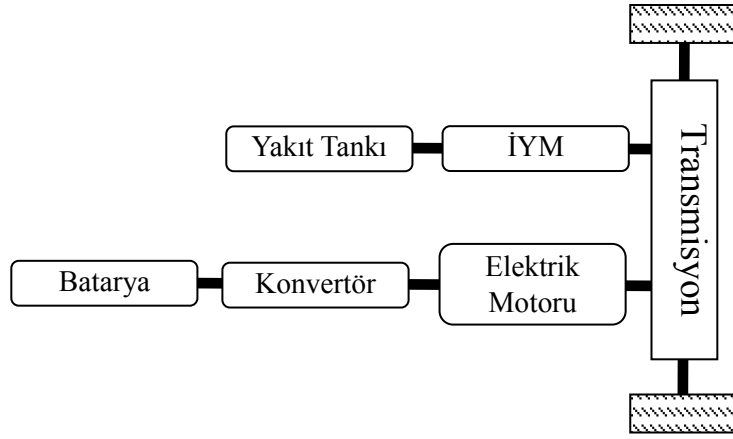 Yakıt Tankı
İYM
Transmisyon
Batarya
Konvertör
Elektrik
Motoru